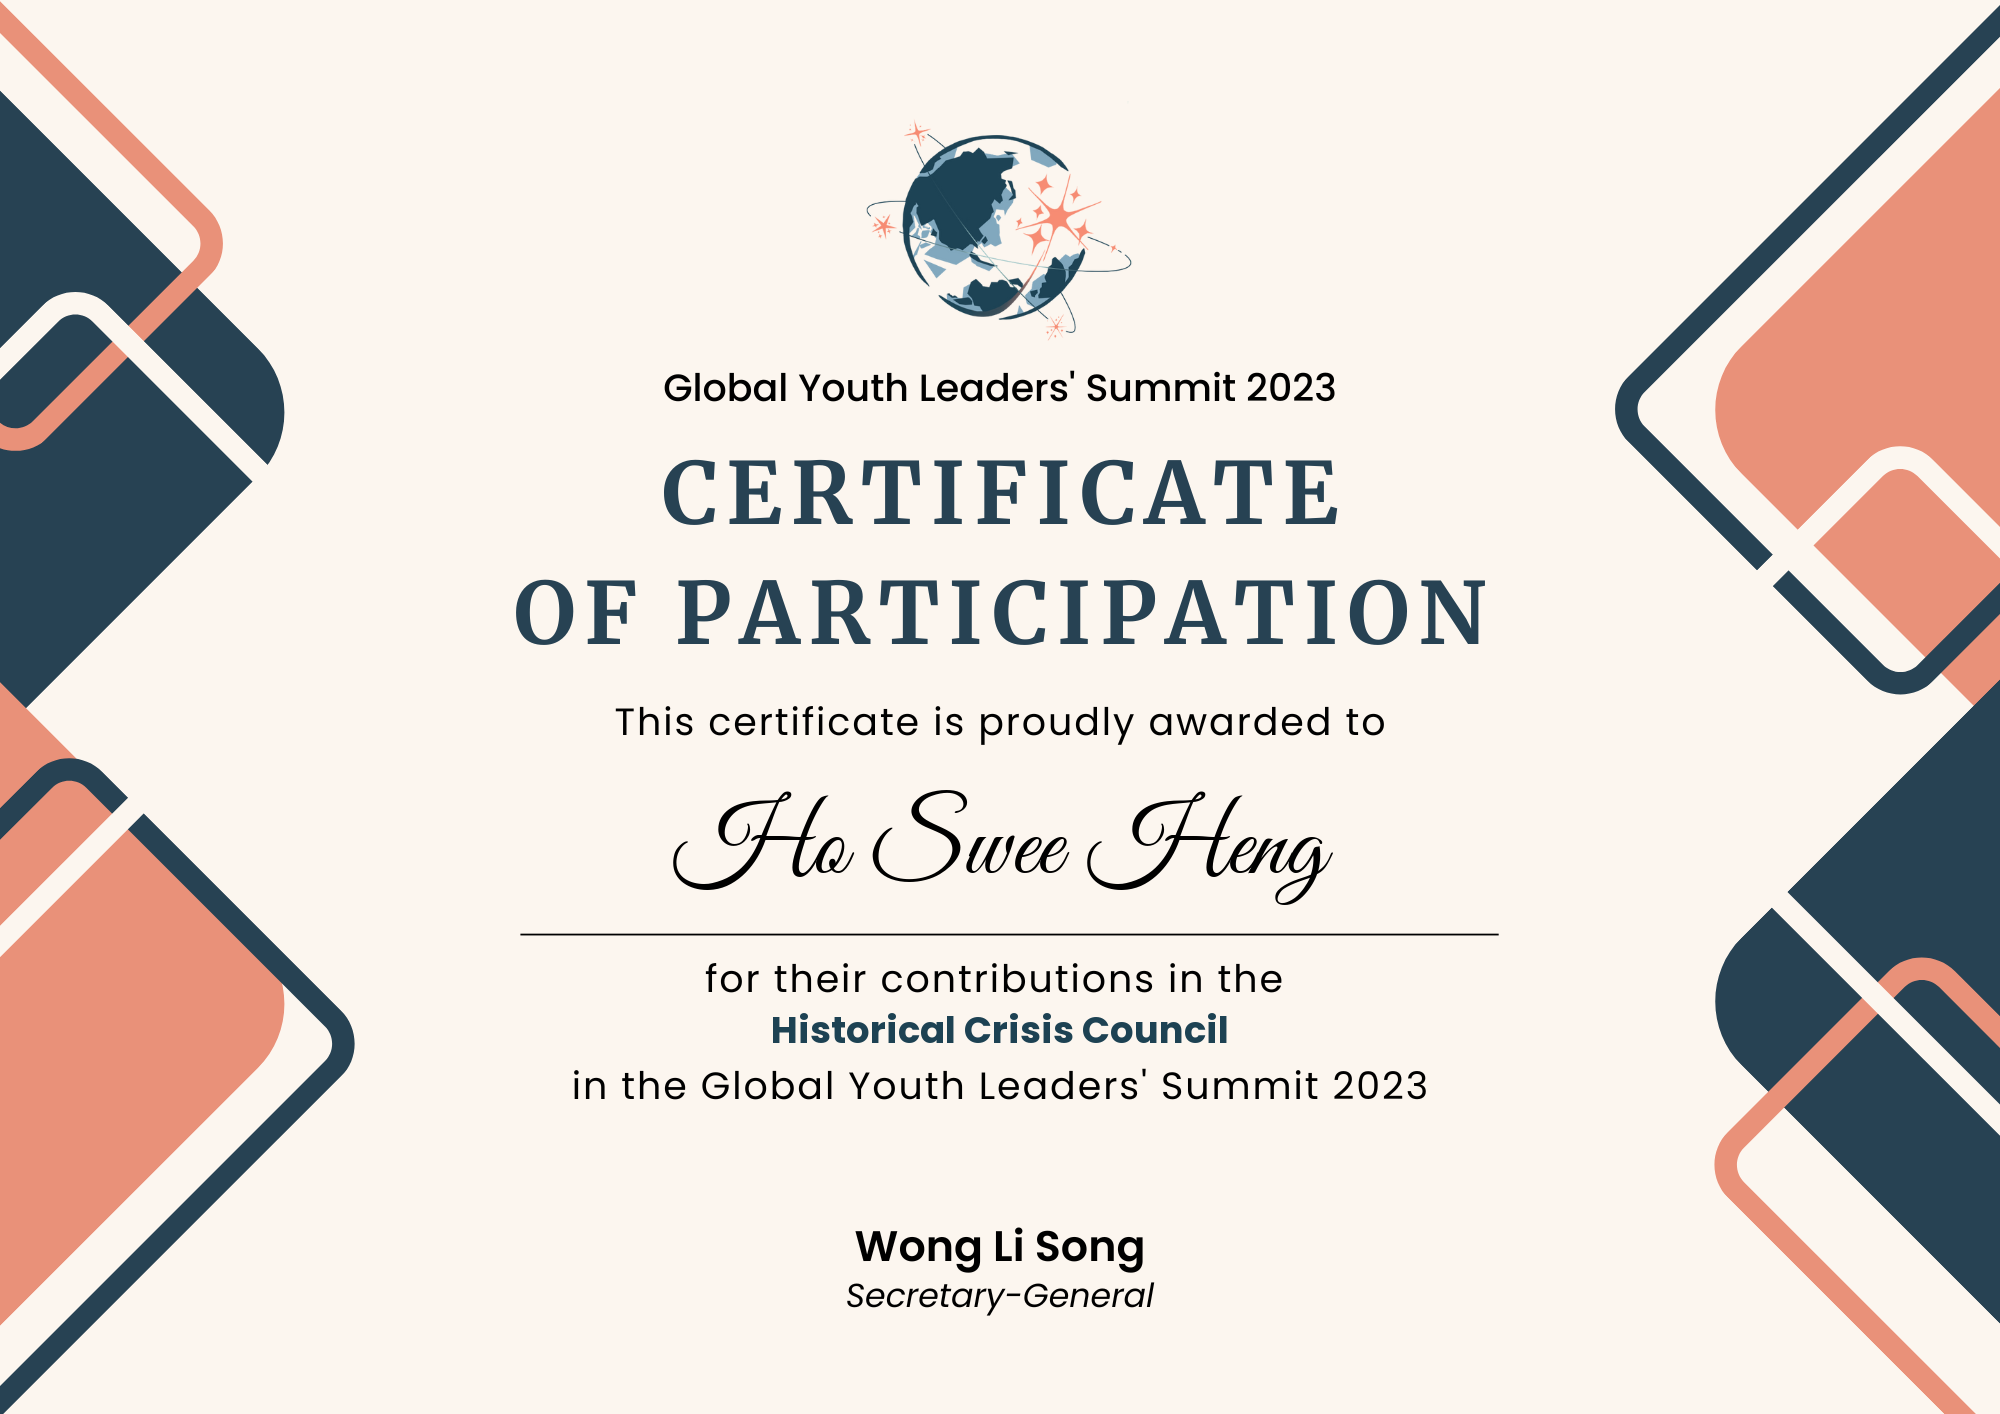 Global Youth Leaders' Summit 2023
CERTIFICATE
OF PARTICIPATION
This certificate is proudly awarded to
Ho Swee Heng
for their contributions in the
Historical Crisis Council
in the Global Youth Leaders' Summit 2023
Wong Li Song
Secretary-General